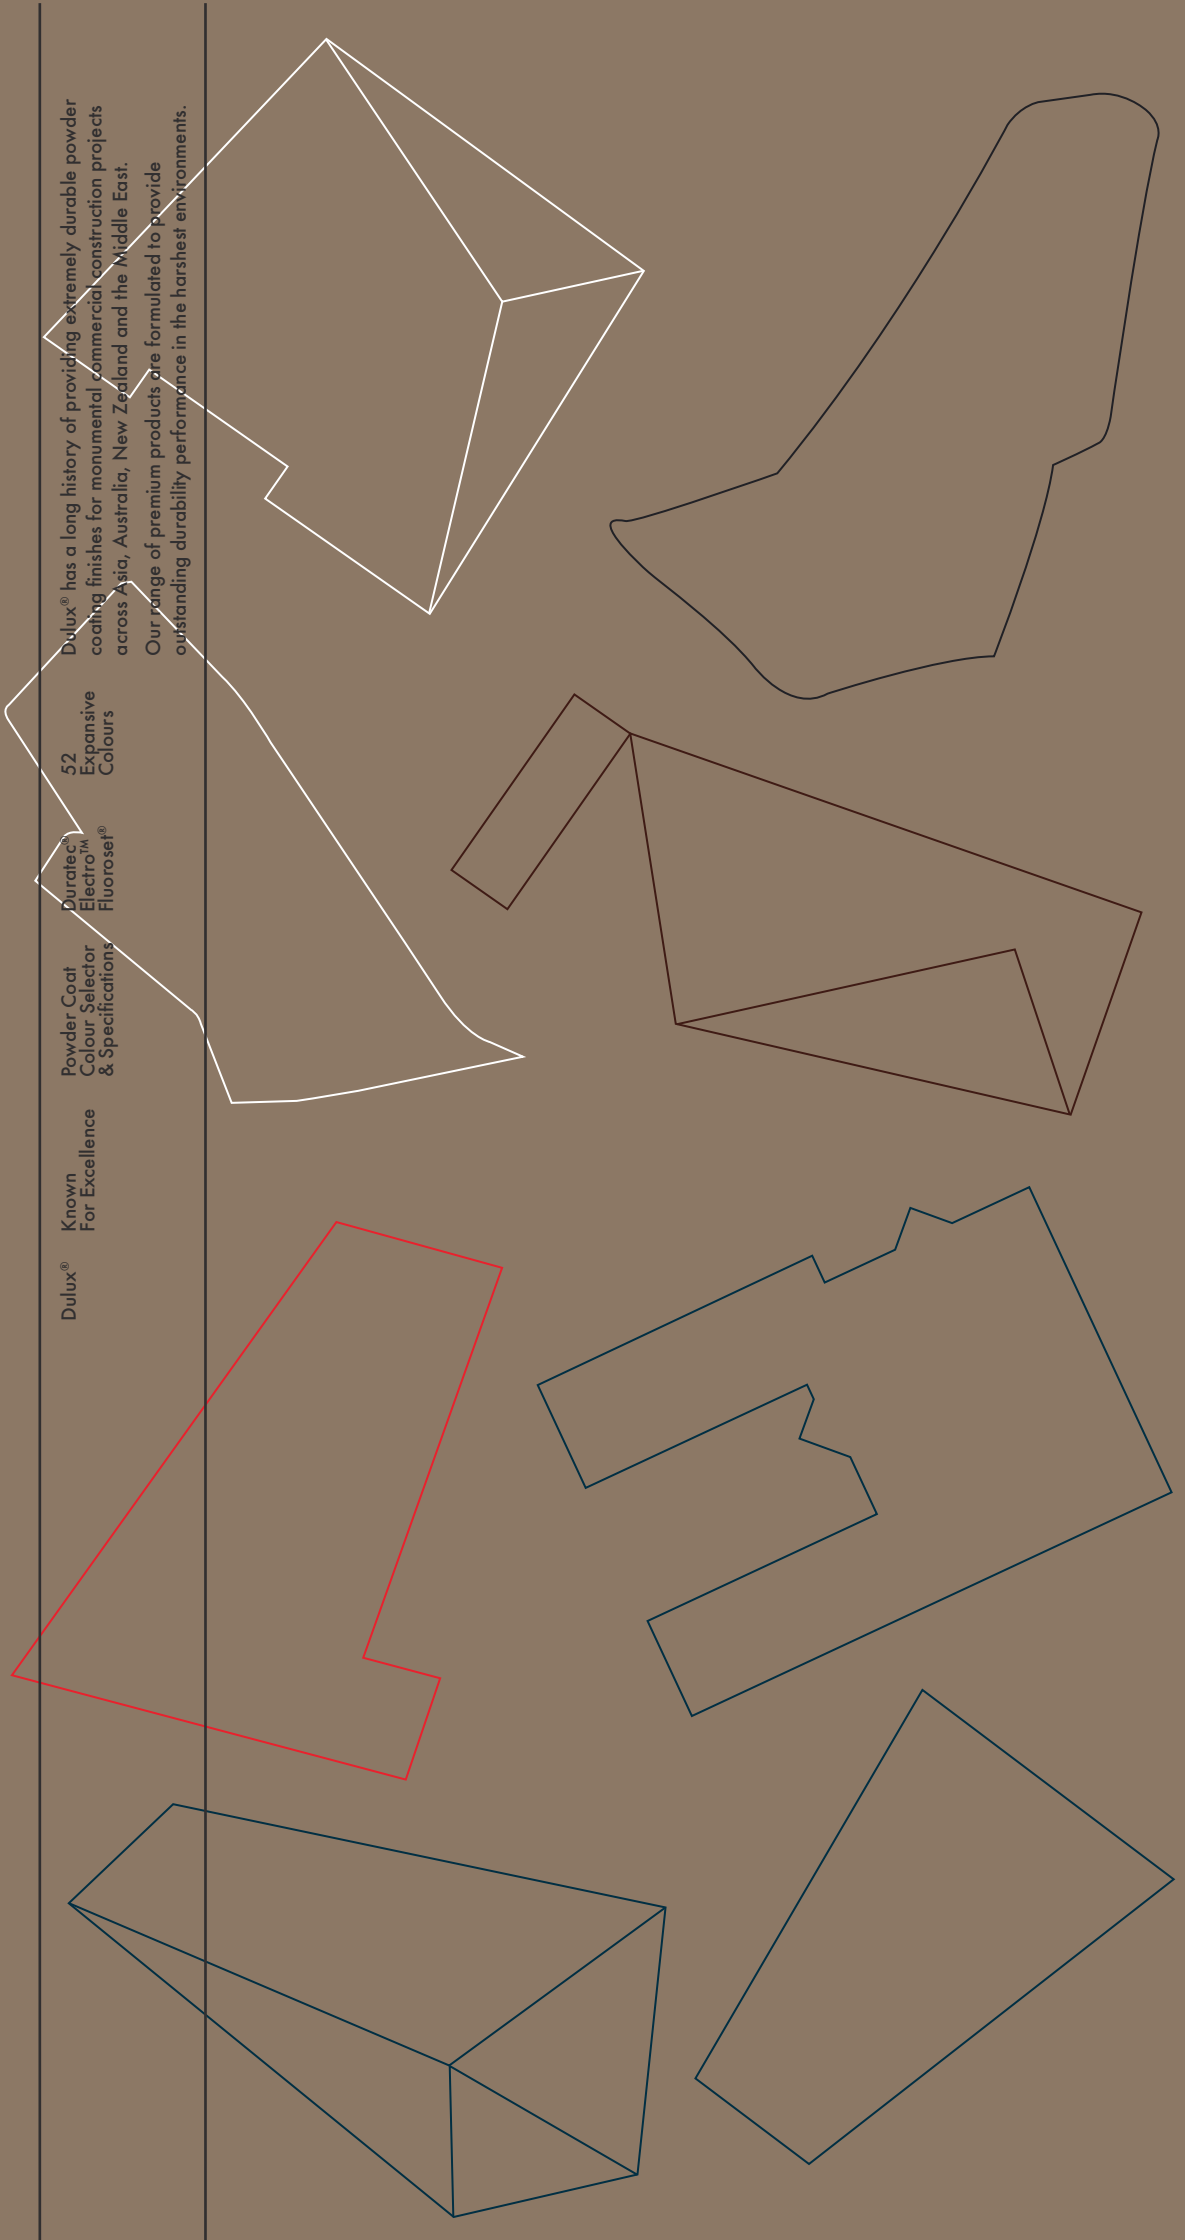 Dulux®
Known
For Excellence
Powder Coat
Colour Selector
& Specifications
Duratec®
Electro™
Fluoroset®
52
Expansive
Colours
Dulux® has a long history of providing extremely durable powder
coating finishes for monumental commercial construction projects
across Asia, Australia, New Zealand and the Middle East.
Our range of premium products are formulated to provide
outstanding durability performance in the harshest environments.